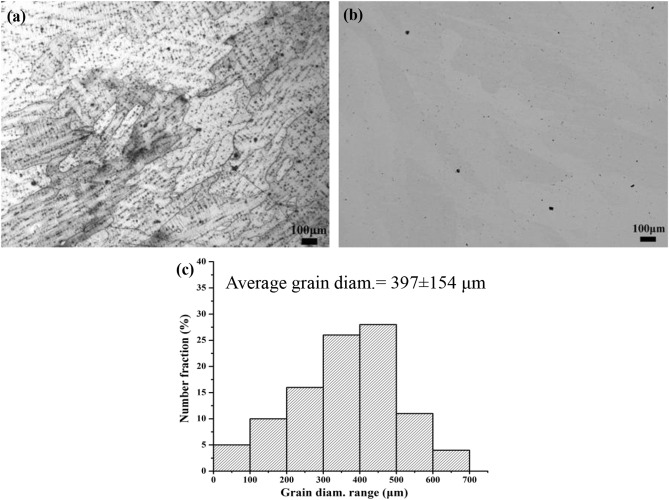 (a)
100μm
(b)
100μm
(c)
Average grain diam.= 397±154 μm
Number fraction (%)
40
35
30
25
20
15
10
5
0
0 100 200 300 400 500 600 700
Grain diam. range (μm)